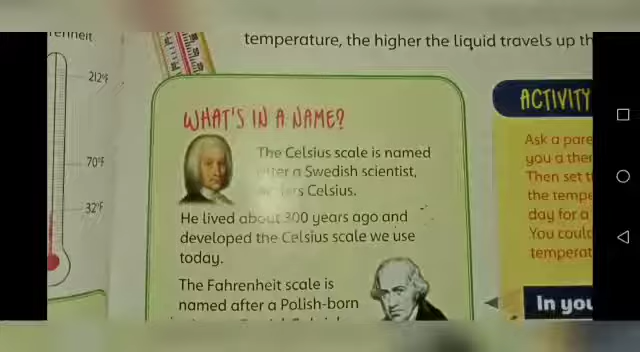 temperature, the higher the liquid travels up th
212°F
70°F
32°F
WHAT'S IN A NAME?
The Celsius scale is named
after a Swedish scientist,
Celsius.
He lived about 300 years ago and
developed the Celsius scale we use
today.
The Fahrenheit scale is
named after a Polish-born
ACTIVITY
Ask a pare
you a ther
Then set t
the tempe
day for a
You could
temperat
In you